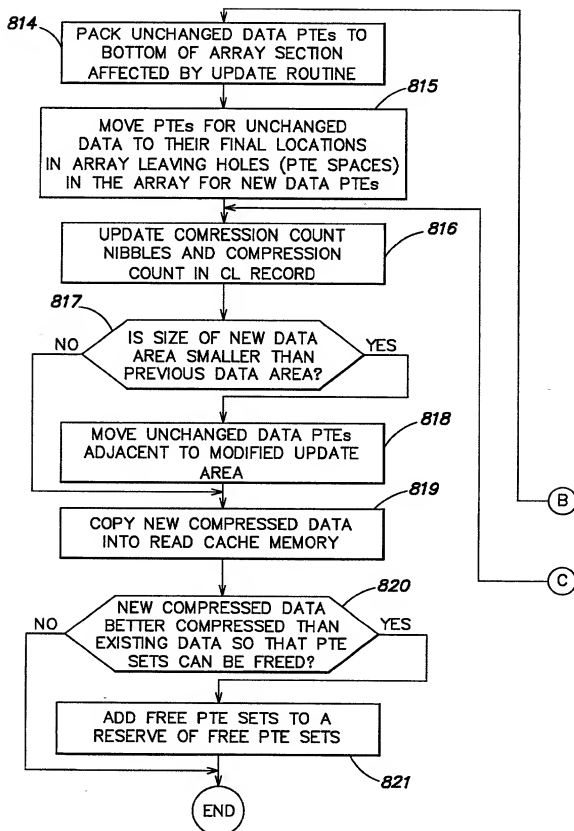 814
PACK UNCHANGED DATA PTEs TO
BOTTOM OF ARRAY SECTION
AFFECTED BY UPDATE ROUTINE
815
MOVE PTEs FOR UNCHANGED
DATA TO THEIR FINAL LOCATIONS
IN ARRAY LEAVING HOLES (PTE SPACES)
IN THE ARRAY FOR NEW DATA PTEs
816
UPDATE COMRESSION COUNT
NIBBLES AND COMPRESSION
COUNT IN CL RECORD
817
NO
IS SIZE OF NEW DATA
AREA SMALLER THAN
PREVIOUS DATA AREA?
YES
818
MOVE UNCHANGED DATA PTEs
ADJACENT TO MODIFIED UPDATE
AREA
819
B
COPY NEW COMPRESSED DATA
INTO READ CACHE MEMORY
C
820
NO
NEW COMPRESSED DATA
BETTER COMPRESSED THAN
EXISTING DATA SO THAT PTE
SETS CAN BE FREED?
YES
ADD FREE PTE SETS TO A
RESERVE OF FREE PTE SETS
821
END